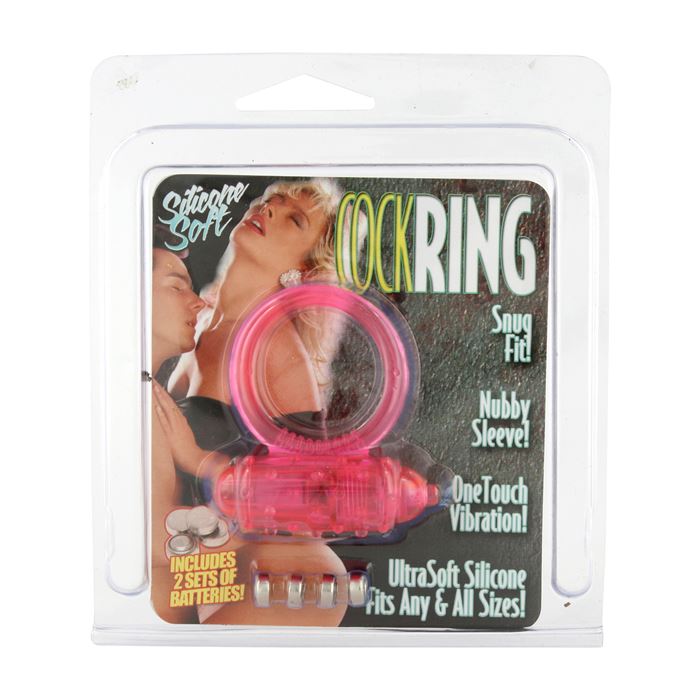 Silicone
Soft
COCKRING
Snug
Fit!
Nubby
Sleeve!
One Touch
Vibration!
UltraSoft Silicone
Fits Any & All Sizes!
INCLUDES
2 SETS OF
BATTERIES!